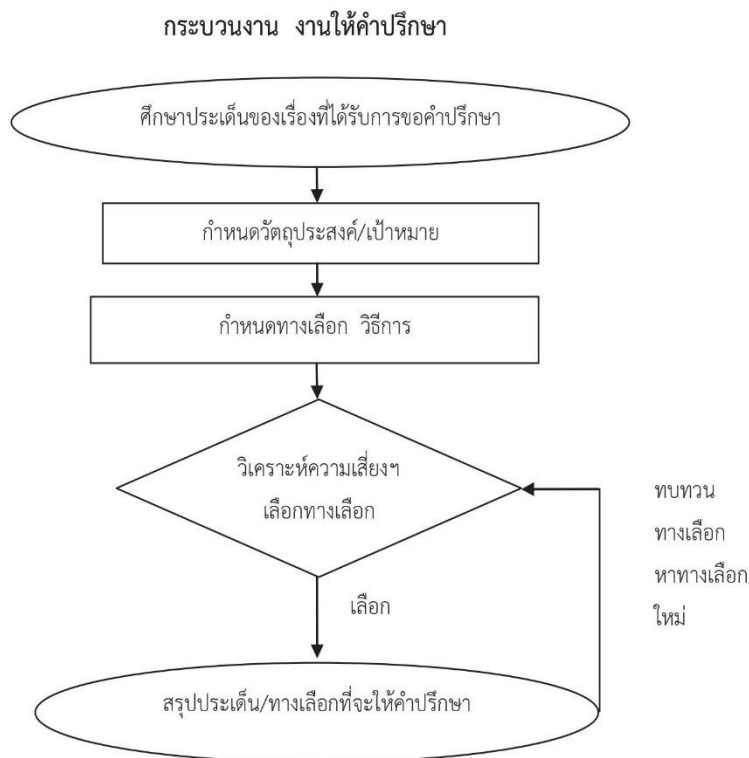 กระบวนงาน งานให้คำปรึกษา
ศึกษาประเด็นของเรื่องที่ได้รับการขอคำปรึกษา
กำหนดวัตถุประสงค์/เป้าหมาย
กำหนดทางเลือก วิธีการ
วิเคราะห์ความเสี่ยงฯ
เลือกทางเลือก
ทบทวน
ทางเลือก
หาทางเลือก
ใหม่
เลือก
สรุปประเด็น/ทางเลือกที่จะให้คำปรึกษา